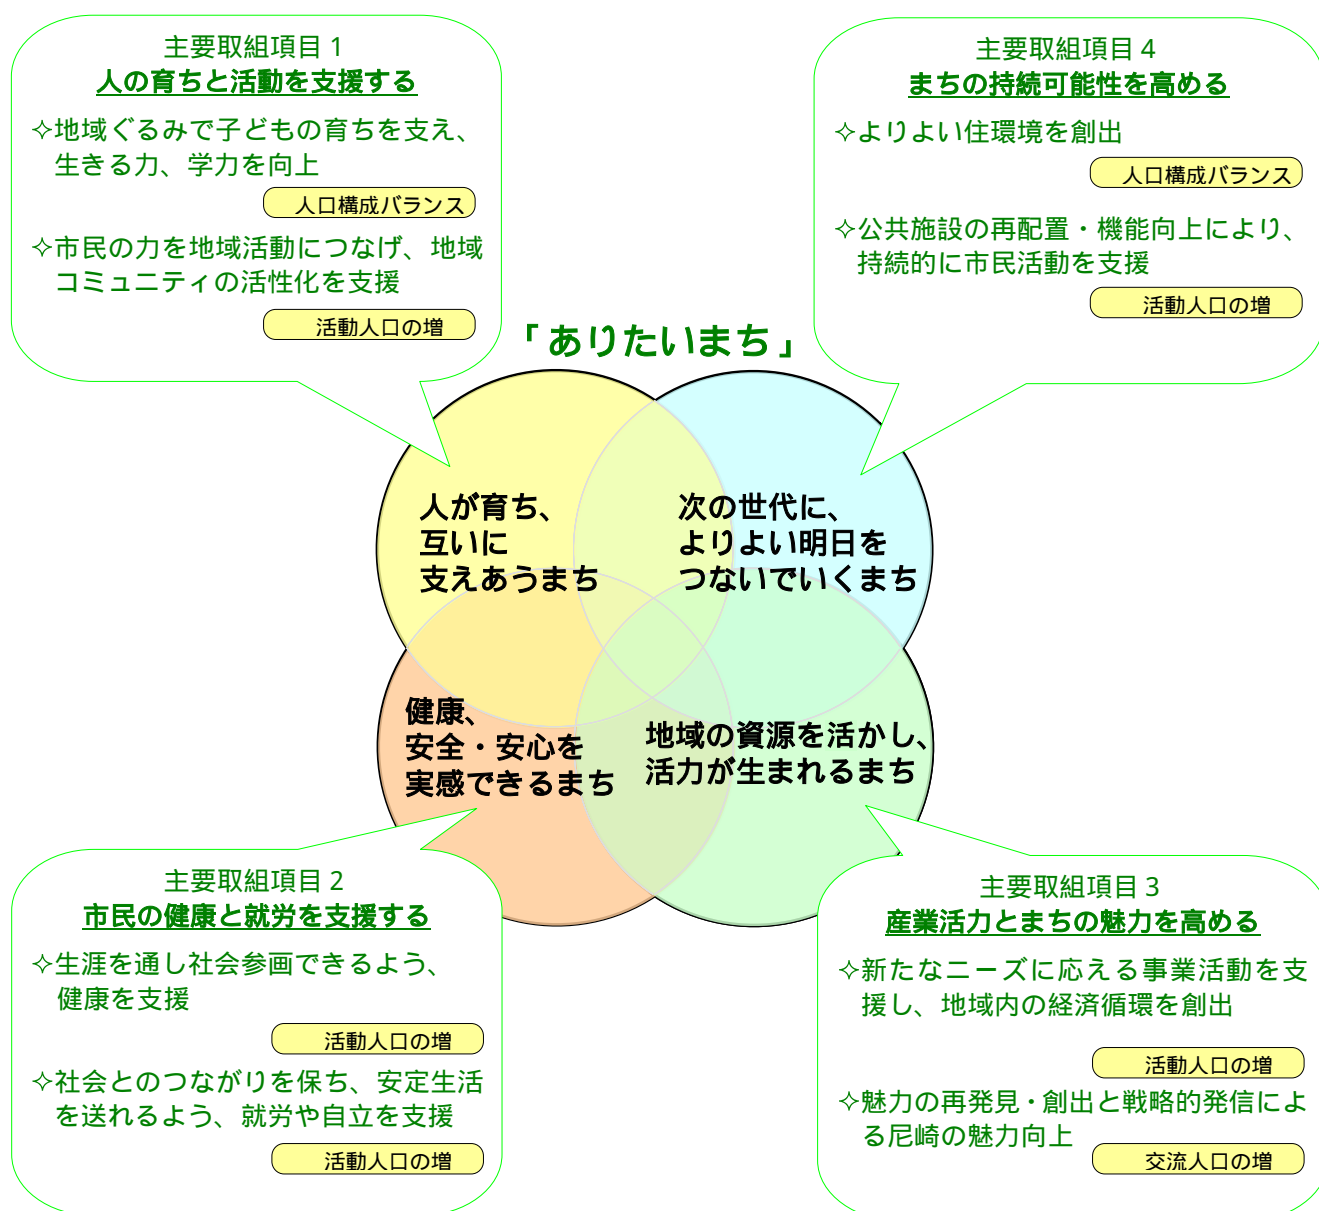 主要取組項目1
人の育ちと活動を支援する
✧地域ぐるみで子どもの育ちを支え、
生きる力、学力を向上
人口構成バランス
✧市民の力を地域活動につなげ、地域
コミュニティの活性化を支援
活動人口の増
主要取組項目4
まちの持続可能性を高める
✧よりよい住環境を創出
人口構成バランス
✧公共施設の再配置・機能向上により、
持続的に市民活動を支援
活動人口の増
「ありたいまち」
人が育ち、
互いに
支えあうまち
次の世代に、
よりよい明日を
つないでいくまち
健康、
安全・安心を
実感できるまち
地域の資源を活かし、
活力が生まれるまち
主要取組項目2
市民の健康と就労を支援する
✧生涯を通し社会参画できるよう、
健康を支援
活動人口の増
✧社会とのつながりを保ち、安定生活
を送れるよう、就労や自立を支援
活動人口の増
主要取組項目3
産業活力とまちの魅力を高める
✧新たなニーズに応える事業活動を支
援し、地域内の経済循環を創出
活動人口の増
✧魅力の再発見・創出と戦略的発信によ
る尼崎の魅力向上
交流人口の増